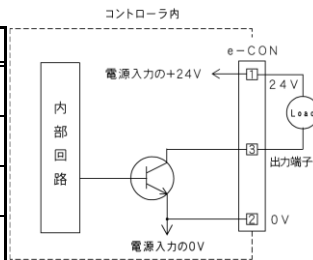 コントローラ内
e-CON
電源入力の+24V
1
24V
内部回路
Load
3
出力端子
2
0V
電源入力の0V